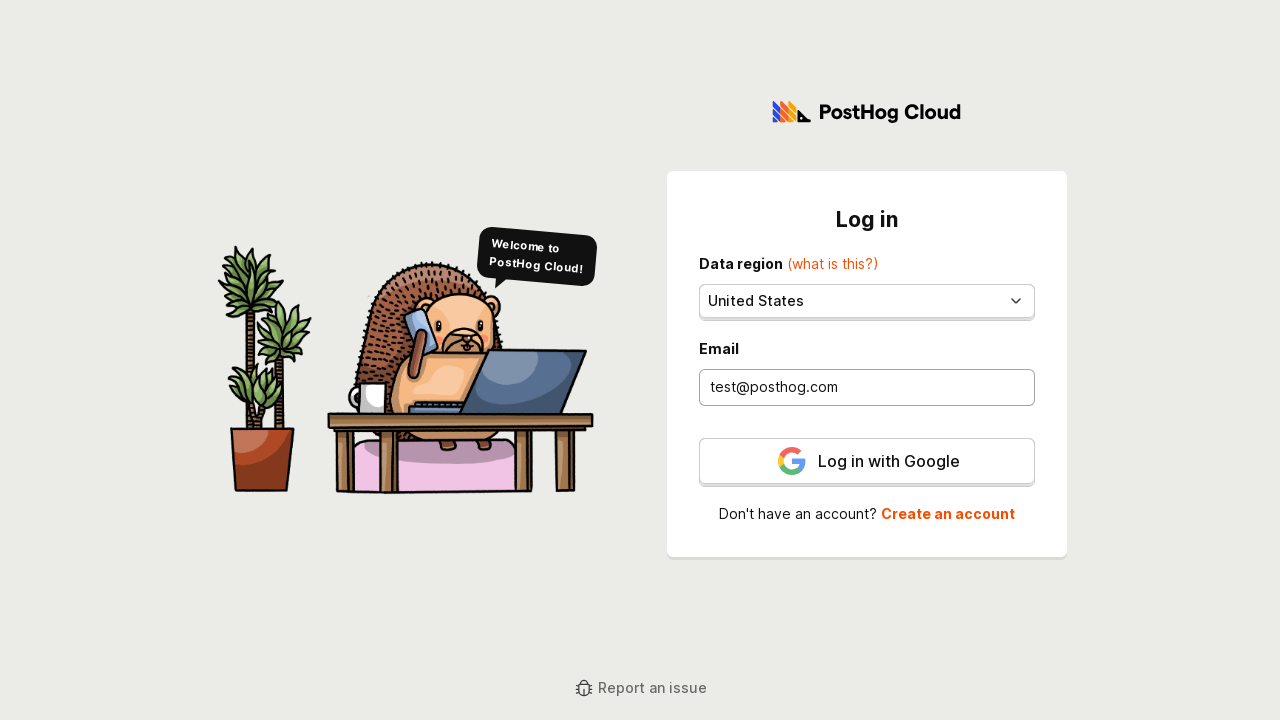 PostHog Cloud
Welcome to
PostHog Cloud!
Log in
Data region (what is this?)
United States
Email
test@posthog.com
Log in with Google
Don't have an account? Create an account
Report an issue